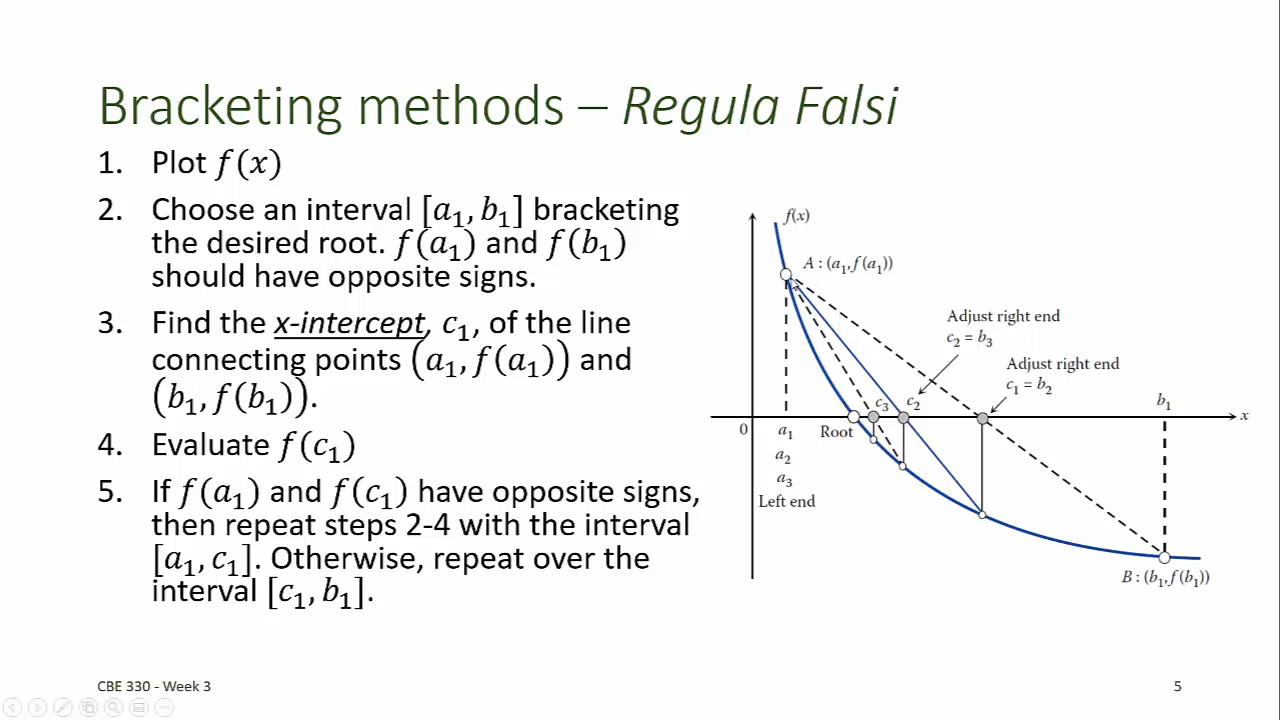 Bracketing methods – Regula Falsi
1. Plot f(x)
2. Choose an interval [a₁, b₁] bracketing
the desired root. f(a₁) and f(b₁)
should have opposite signs.
3. Find the x-intercept, c₁, of the line
connecting points (a₁, f(a₁)) and
(b₁, f(b₁)).
4. Evaluate f(c₁)
5. If f(a₁) and f(c₁) have opposite signs,
then repeat steps 2-4 with the interval
[a₁, c₁]. Otherwise, repeat over the
interval [c₁, b₁].
f(x)
A : (a₁, f(a₁))
Adjust right end
c₂ = b₃
Adjust right end
c₁ = b₂
c₃
c₂
b₁
x
0
a₁
Root
a₂
a₃
Left end
B : (b₁, f(b₁))
CBE 330 - Week 3
5